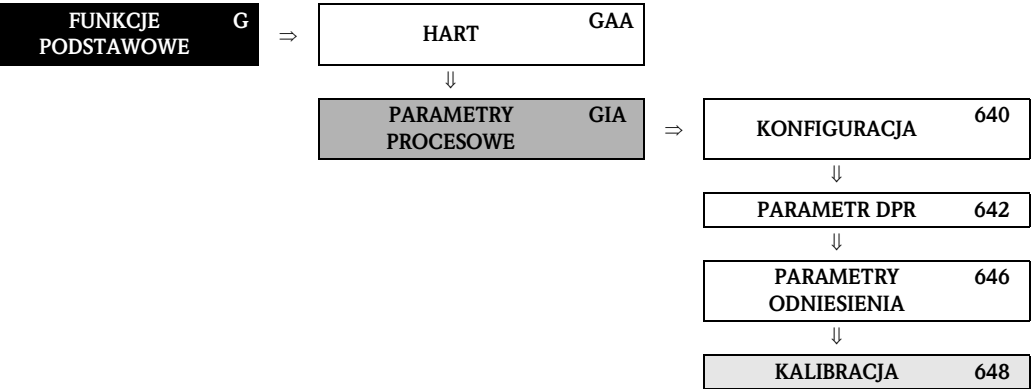 FUNKCJE G
PODSTAWOWE
⇒
HART GAA
⇓
PARAMETRY GIA
PROCESOWE
⇒
KONFIGURACJA 640
⇓
PARAMETR DPR 642
⇓
PARAMETRY 646
ODNIESIENIA
⇓
KALIBRACJA 648